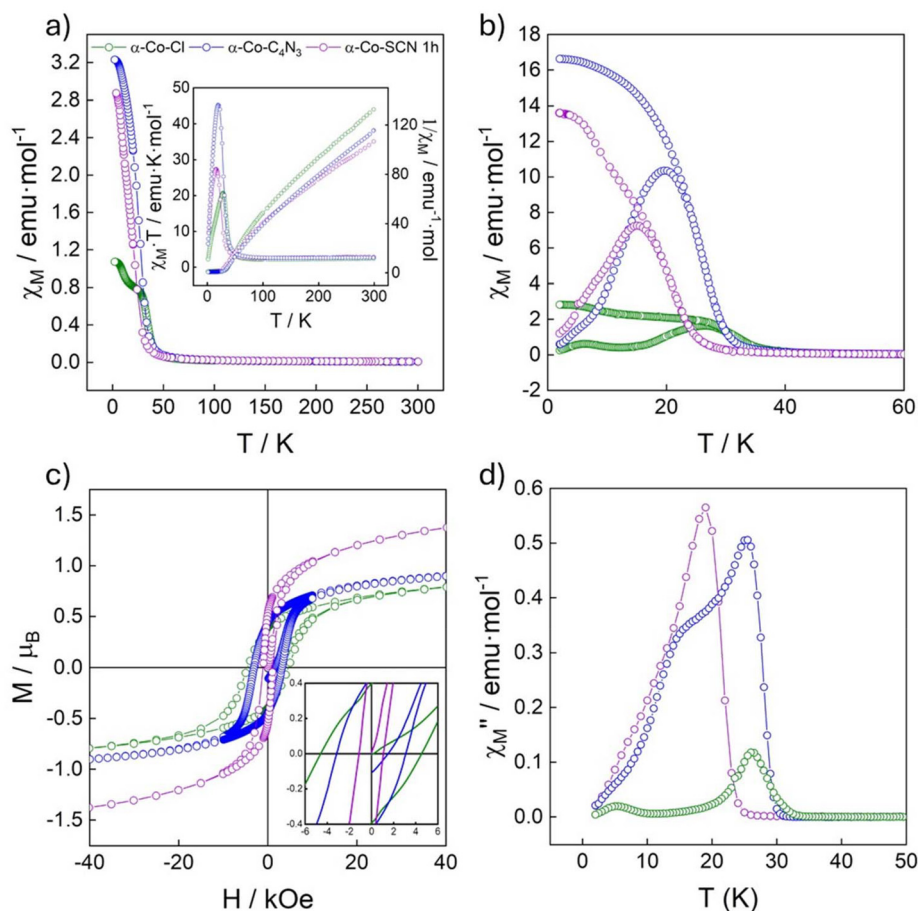 a)
α-Co-Cl α-Co-C₄N₃ α-Co-SCN 1h
χM / emu·mol⁻¹
3.2
2.8
2.4
2.0
1.6
1.2
0.8
0.4
0.0
0 50 100 150 200 250 300
T / K
χM·T / emu·K·mol⁻¹
50
40
30
20
10
0
1/χM / emu⁻¹·mol
120
80
40
0
0 100 200 300
T / K
b)
χM / emu·mol⁻¹
18
16
14
12
10
8
6
4
2
0
-2
0 20 40 60
T / K
c)
M / μB
1.5
1.0
0.5
0.0
-0.5
-1.0
-1.5
-40 -20 0 20 40
H / kOe
0.4
0.2
0.0
-0.2
-0.4
-6 -4 -2 0 2 4 6
d)
χM'' / emu·mol⁻¹
0.6
0.5
0.4
0.3
0.2
0.1
0.0
0 10 20 30 40 50
T (K)